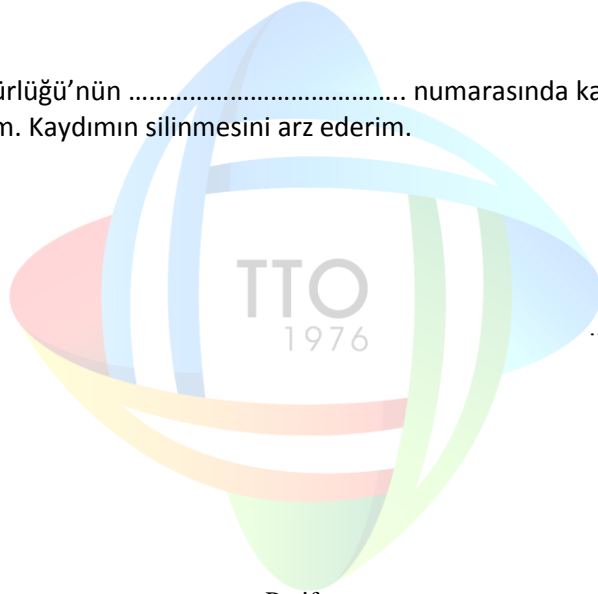 ürlüğü’nün ……………………………….. numarasında ka
m. Kaydımın silinmesini arz ederim.
TTO
1976
..